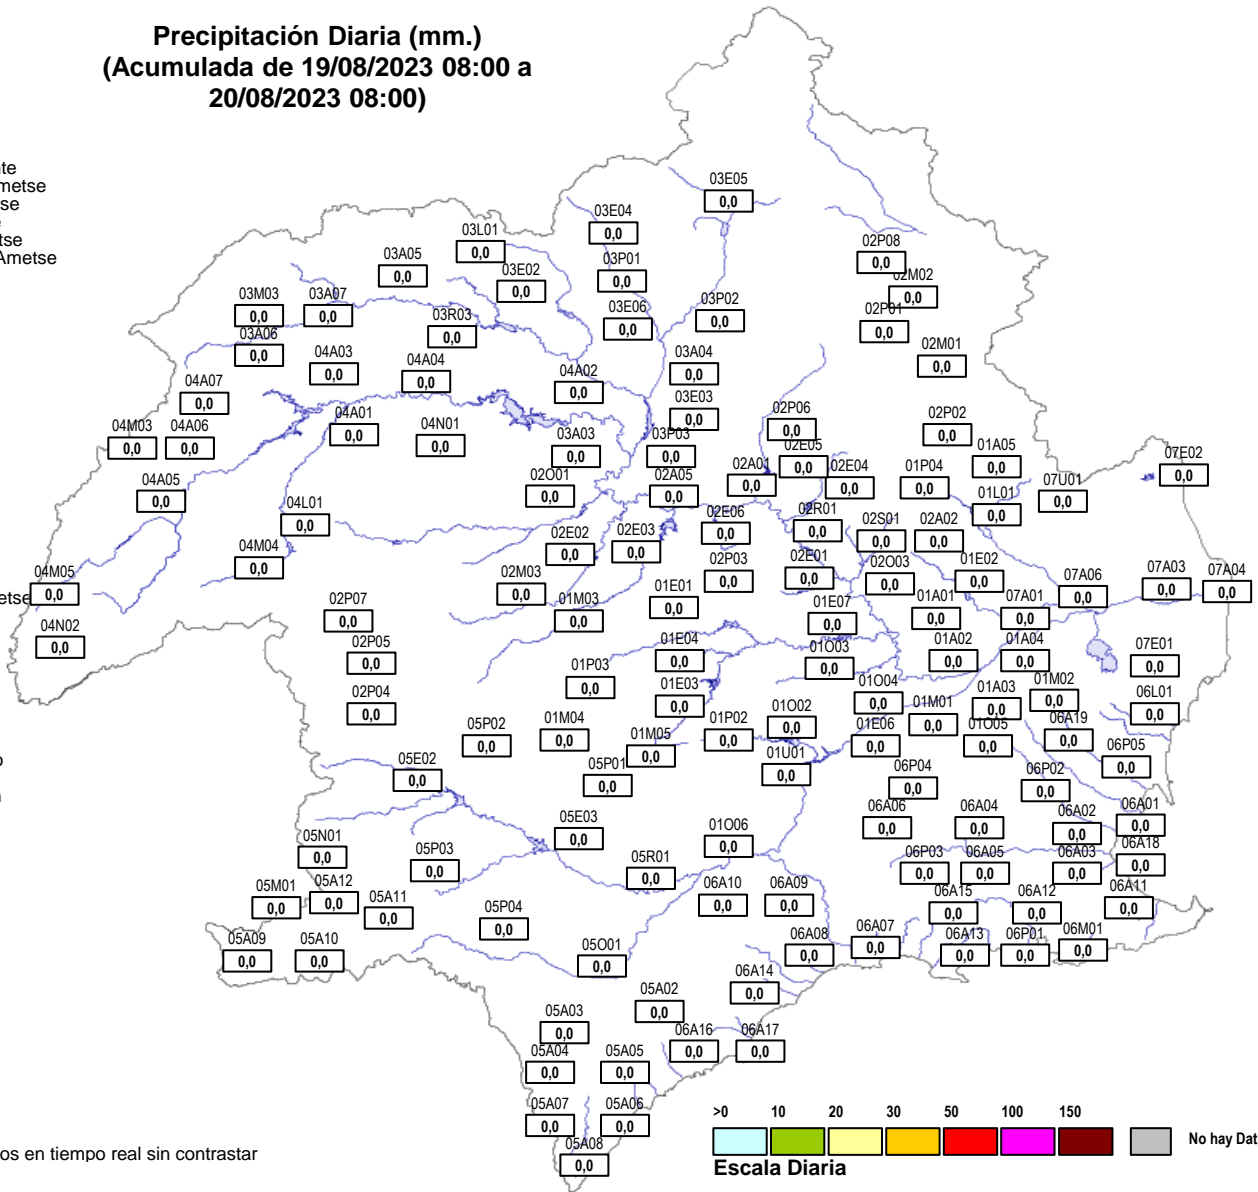 Precipitación Diaria (mm.)
(Acumulada de 19/08/2023 08:00 a
20/08/2023 08:00)
03E05
0,0
03E04
0,0
03L01
0,0
03A05
0,0
03P01
0,0
03E02
0,0
02P08
0,0
02M02
0,0
03M03
0,0
03A07
0,0
03E06
0,0
03P02
0,0
02P01
0,0
03R03
0,0
03A06
0,0
04A03
0,0
04A04
0,0
03A04
0,0
02M01
0,0
04A02
0,0
04A07
0,0
03E03
0,0
04A01
0,0
04N01
0,0
02P06
0,0
02P02
0,0
04M03
0,0
04A06
0,0
03A03
0,0
03P03
0,0
02E05
0,0
01A05
0,0
07E02
0,0
04A05
0,0
02O01
0,0
02A05
0,0
02A01
0,0
02E04
0,0
01P04
0,0
07U01
0,0
01L01
0,0
04L01
0,0
02E06
0,0
02R01
0,0
02S01
0,0
02A02
0,0
02E02
0,0
02E03
0,0
04M04
0,0
02P03
0,0
02E01
0,0
02O03
0,0
01E02
0,0
04M05
0,0
02M03
0,0
07A06
0,0
07A03
0,0
07A04
0,0
01M03
0,0
01E01
0,0
02P07
0,0
01E07
0,0
01A01
0,0
07A01
0,0
04N02
0,0
02P05
0,0
01E04
0,0
01O03
0,0
01A02
0,0
01A04
0,0
07E01
0,0
01P03
0,0
01E03
0,0
02P04
0,0
01O04
0,0
01M01
0,0
01A03
0,0
01M02
0,0
06L01
0,0
05P02
0,0
01M04
0,0
01M05
0,0
01P02
0,0
01O02
0,0
01E06
0,0
01O05
0,0
06A19
0,0
06P05
0,0
05E02
0,0
05P01
0,0
01U01
0,0
06P04
0,0
06P02
0,0
05E03
0,0
01O06
0,0
06A06
0,0
06A04
0,0
06A02
0,0
06A01
0,0
05N01
0,0
05P03
0,0
05R01
0,0
06P03
0,0
06A05
0,0
06A03
0,0
06A18
0,0
05M01
0,0
05A12
0,0
05A11
0,0
06A10
0,0
06A09
0,0
06A15
0,0
06A12
0,0
06A11
0,0
05P04
0,0
05A09
0,0
05A10
0,0
05O01
0,0
06A08
0,0
06A07
0,0
06A13
0,0
06P01
0,0
06M01
0,0
06A14
0,0
05A02
0,0
05A03
0,0
06A16
0,0
06A17
0,0
05A04
0,0
05A05
0,0
05A07
0,0
05A06
0,0
05A08
0,0
>0 10 20 30 50 100 150
No hay Dat
Escala Diaria
os en tiempo real sin contrastar